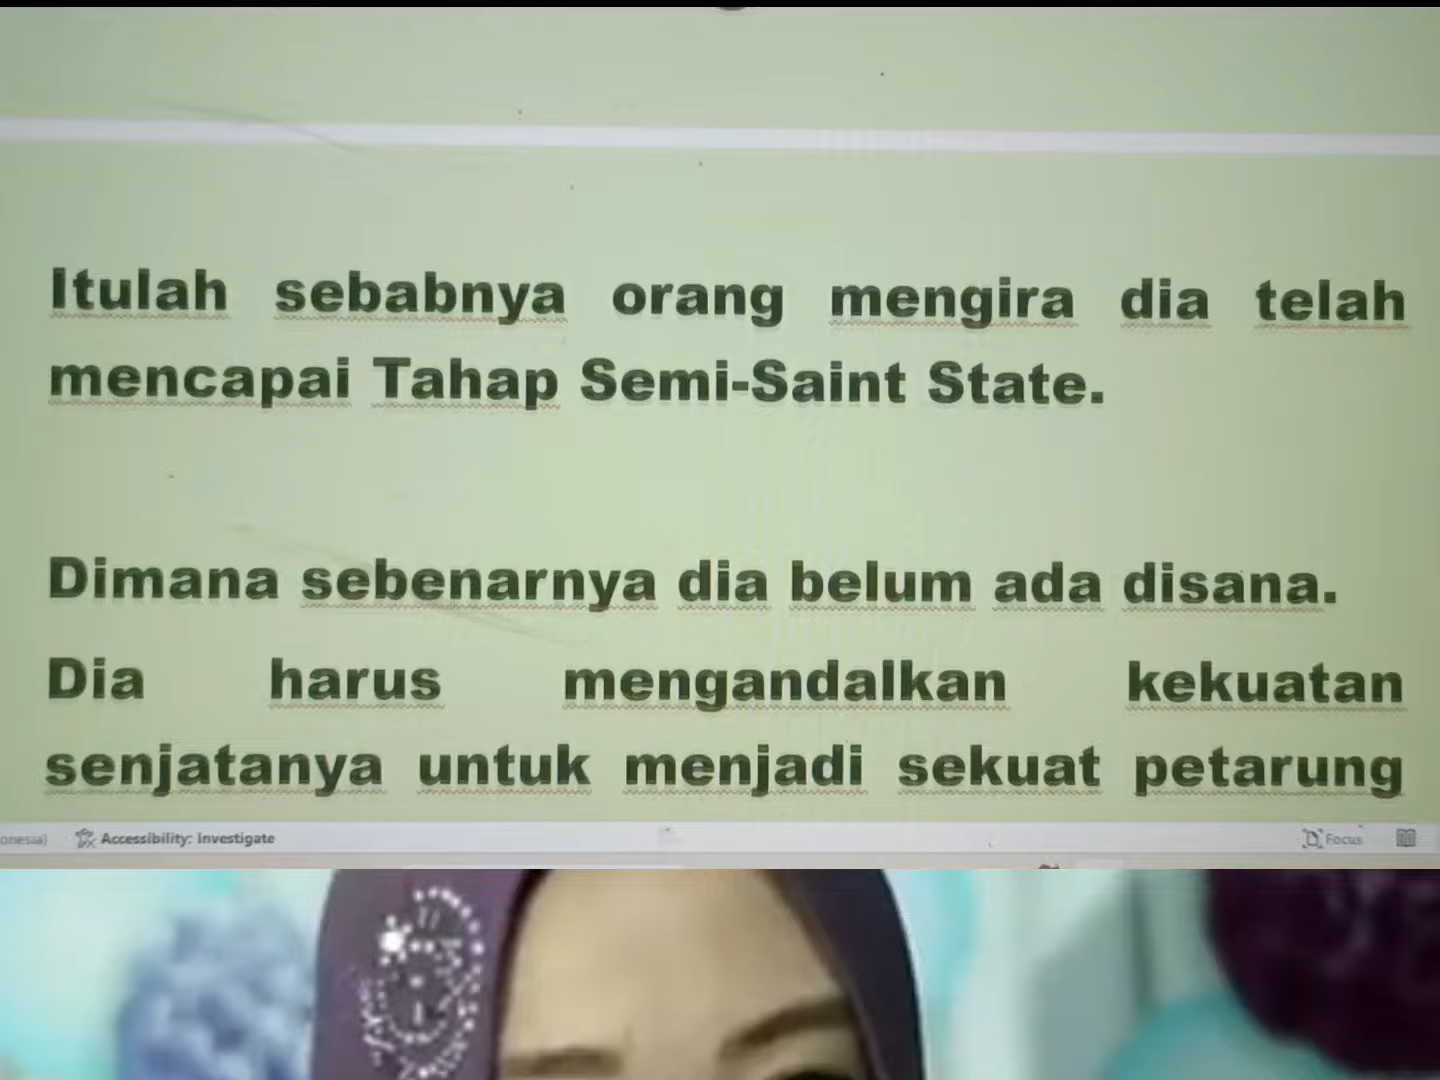 Itulah sebabnya orang mengira dia telah
mencapai Tahap Semi-Saint State.
Dimana sebenarnya dia belum ada disana.
Dia harus mengandalkan kekuatan
senjatanya untuk menjadi sekuat petarung
onesia) Accessibility: Investigate Focus